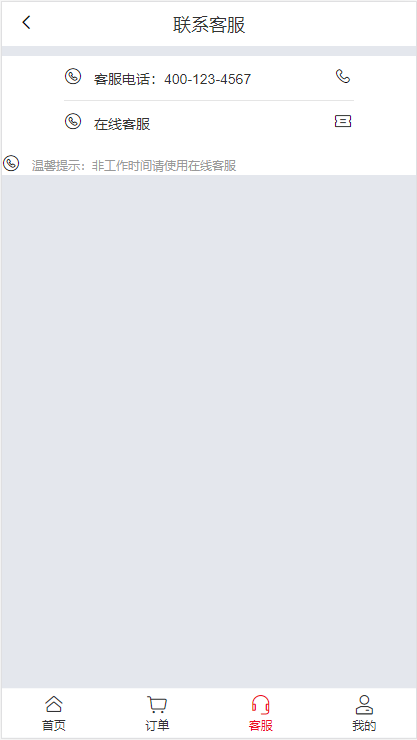 联系客服
客服电话：400-123-4567
在线客服
温馨提示：非工作时间请使用在线客服
首页 订单 客服 我的